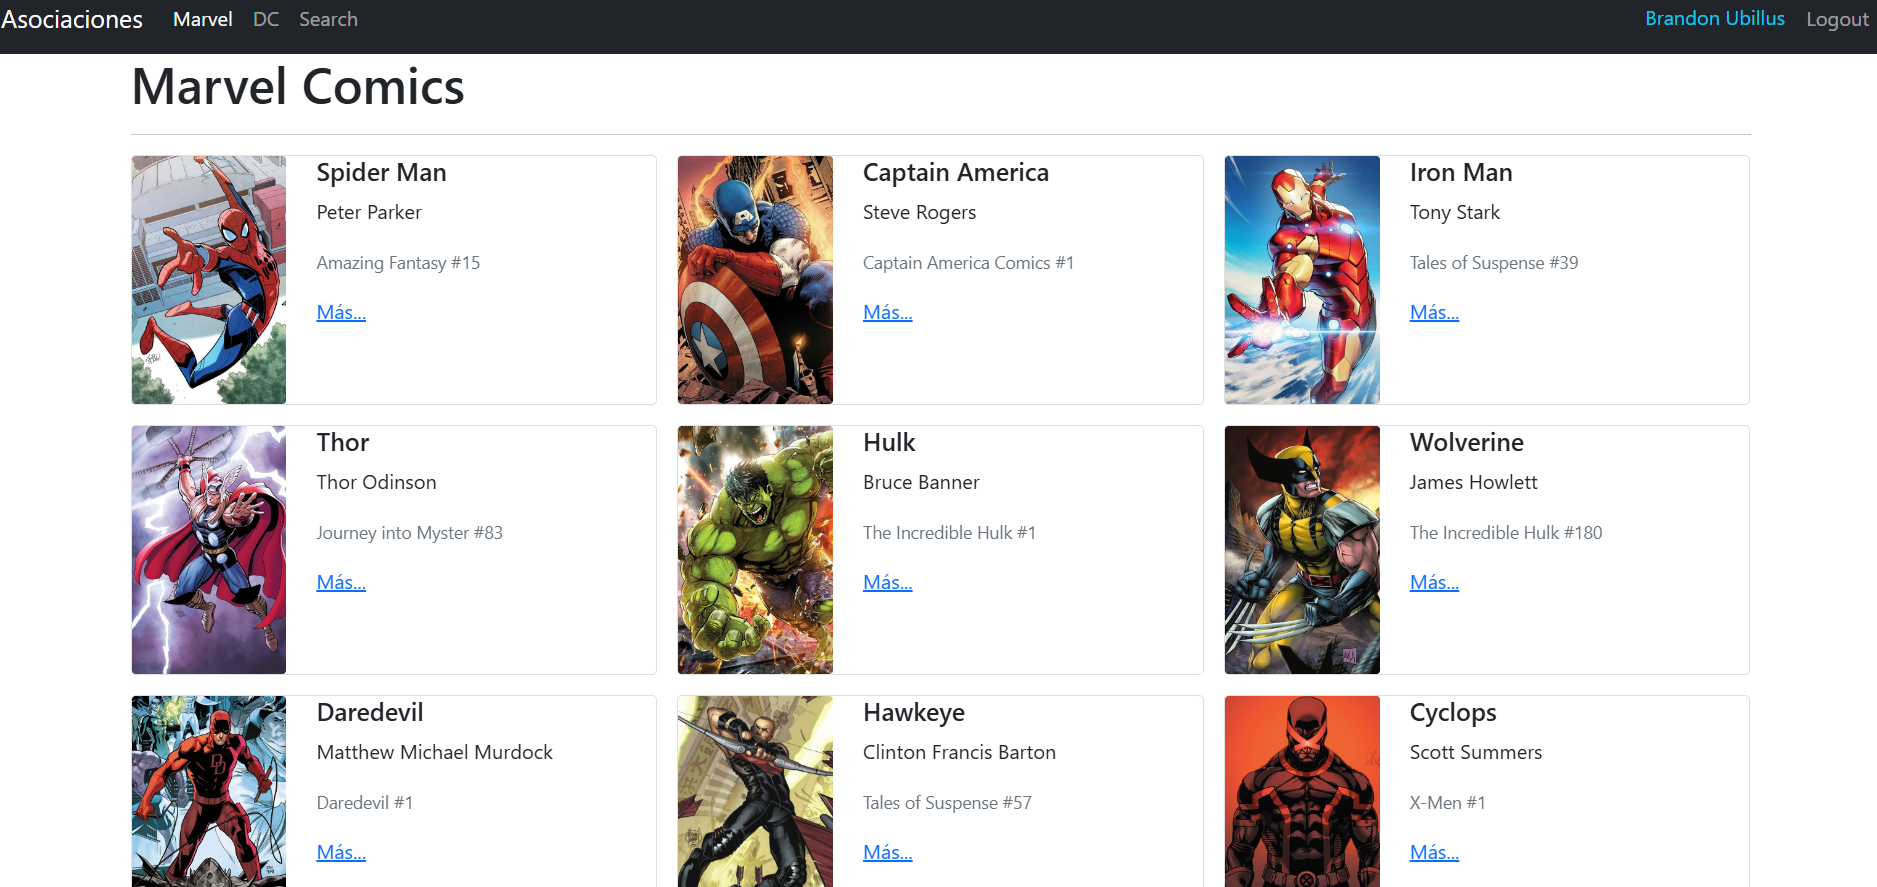 Asociaciones Marvel DC Search Brandon Ubillus Logout
Marvel Comics
Spider Man
Peter Parker
Amazing Fantasy #15
Más...
Captain America
Steve Rogers
Captain America Comics #1
Más...
Iron Man
Tony Stark
Tales of Suspense #39
Más...
Thor
Thor Odinson
Journey into Myster #83
Más...
Hulk
Bruce Banner
The Incredible Hulk #1
Más...
Wolverine
James Howlett
The Incredible Hulk #180
Más...
Daredevil
Matthew Michael Murdock
Daredevil #1
Más...
Hawkeye
Clinton Francis Barton
Tales of Suspense #57
Más...
Cyclops
Scott Summers
X-Men #1
Más...